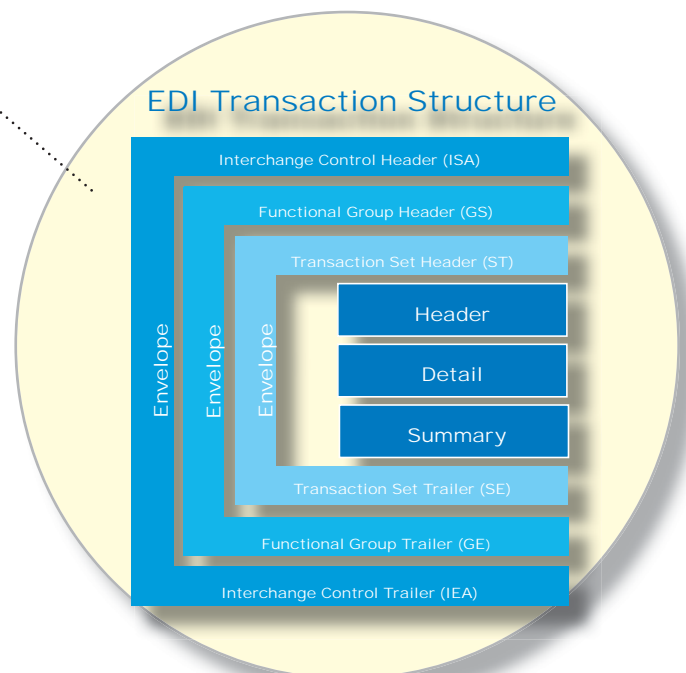 EDI Transaction Structure
Interchange Control Header (ISA)
Functional Group Header (GS)
Transaction Set Header (ST)
Envelope
Envelope
Envelope
Header
Detail
Summary
Transaction Set Trailer (SE)
Functional Group Trailer (GE)
Interchange Control Trailer (IEA)